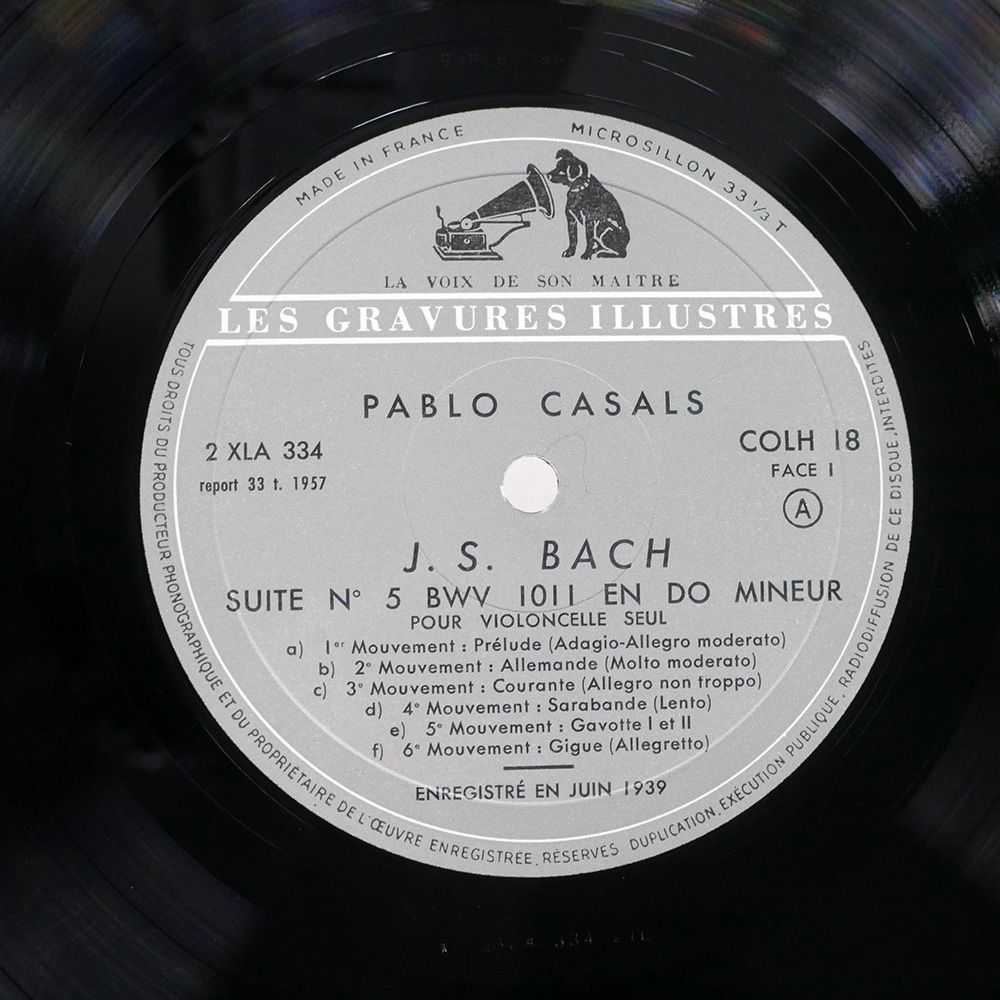 MADE IN FRANCE
MICROSILLON 33 1/3 T
LA VOIX DE SON MAITRE
LES GRAVURES ILLUSTRES
PABLO CASALS
2 XLA 334
COLH 18
report 33 t. 1957
FACE 1
A
J. S. BACH
SUITE N° 5 BWV 1011 EN DO MINEUR
POUR VIOLONCELLE SEUL
a) 1er Mouvement : Prélude (Adagio-Allegro moderato)
b) 2e Mouvement : Allemande (Molto moderato)
c) 3e Mouvement : Courante (Allegro non troppo)
d) 4e Mouvement : Sarabande (Lento)
e) 5e Mouvement : Gavotte I et II
f) 6e Mouvement : Gigue (Allegretto)
ENREGISTRÉ EN JUIN 1939
TOUS DROITS DU PRODUCTEUR PHONOGRAPHIQUE ET DU PROPRIÉTAIRE DE L'ŒUVRE ENREGISTRÉE, RÉSERVÉS DUPLICATION, EXÉCUTION PUBLIQUE, RADIODIFFUSION DE CE DISQUE, INTERDITES